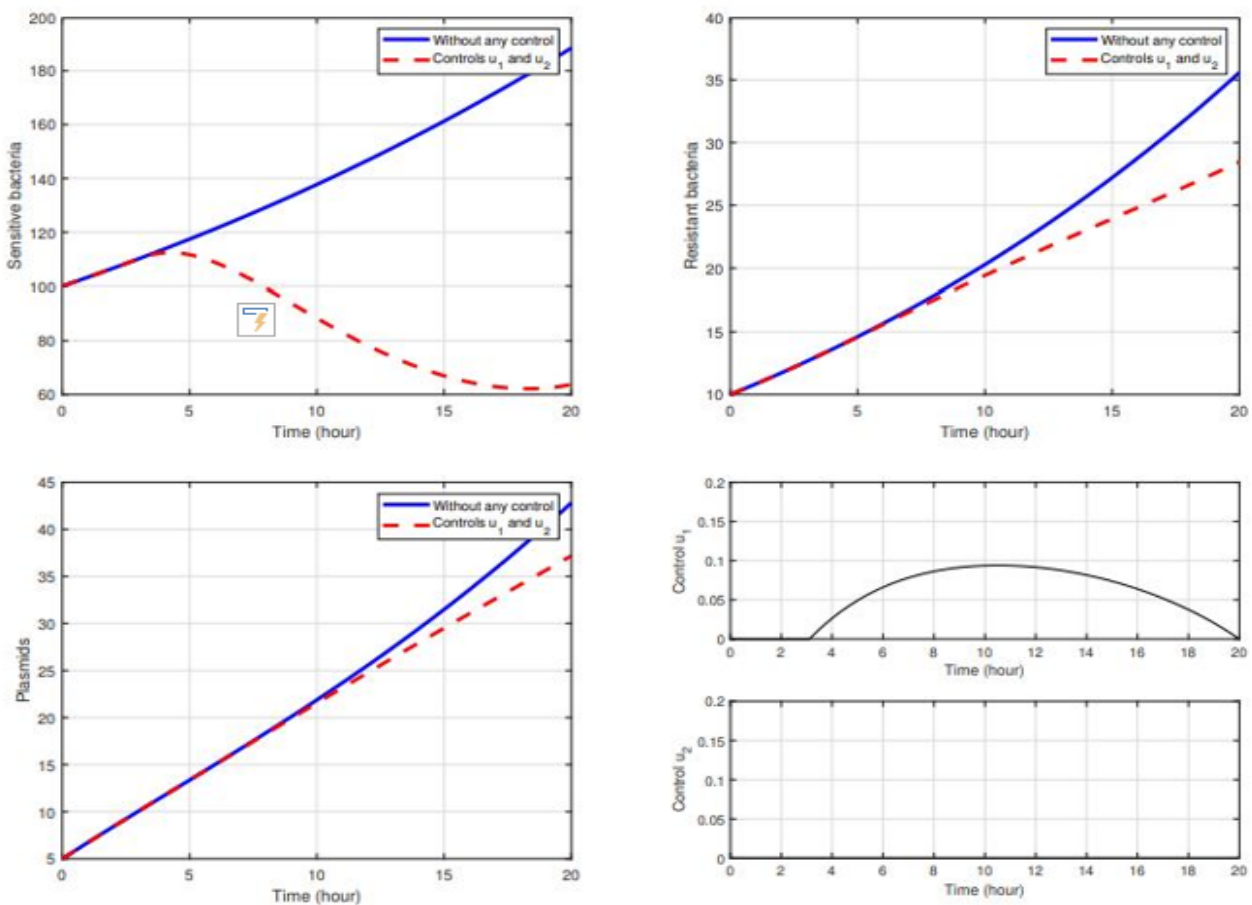 200
180
160
140
120
100
80
60
0
5
10
15
20
Sensitive bacteria
Time (hour)
Without any control
Controls u1 and u2
40
35
30
25
20
15
10
0
5
10
15
20
Resistant bacteria
Time (hour)
Without any control
Controls u1 and u2
45
40
35
30
25
20
15
10
5
0
5
10
15
20
Plasmids
Time (hour)
Without any control
Controls u1 and u2
0.2
0.15
0.1
0.05
0
0 2 4 6 8 10 12 14 16 18 20
Control u1
Time (hour)
0.2
0.15
0.1
0.05
0
0 2 4 6 8 10 12 14 16 18 20
Control u2
Time (hour)